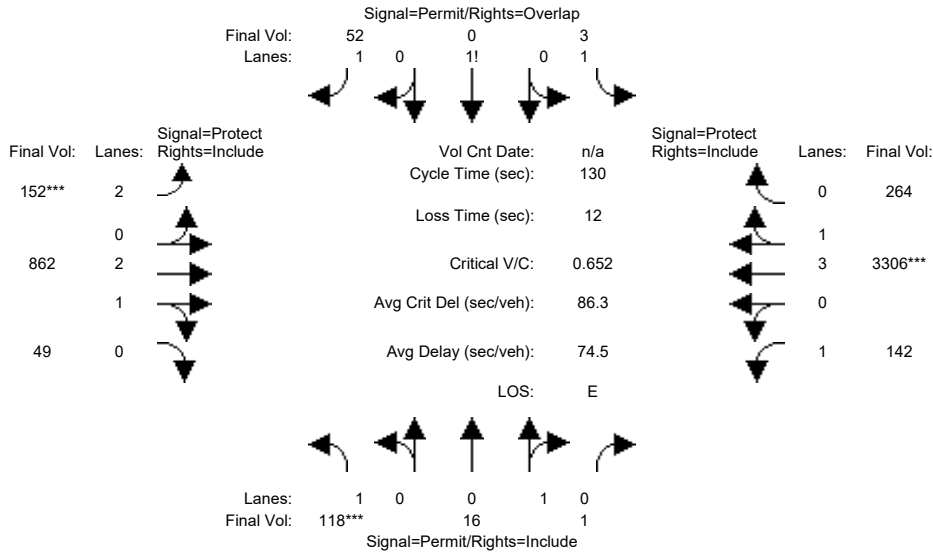 Signal=Permit/Rights=Overlap
Final Vol: 52 0 3
Lanes: 1 0 1! 0 1
Signal=Protect
Final Vol: Lanes: Rights=Include
Vol Cnt Date: n/a
Signal=Protect
Rights=Include Lanes: Final Vol:
Cycle Time (sec): 130
152*** 2
0 264
Loss Time (sec): 12
0
1
862 2
Critical V/C: 0.652
3 3306***
1
Avg Crit Del (sec/veh): 86.3
0
49 0
Avg Delay (sec/veh): 74.5
1 142
LOS: E
Lanes: 1 0 0 1 0
Final Vol: 118*** 16 1
Signal=Permit/Rights=Include